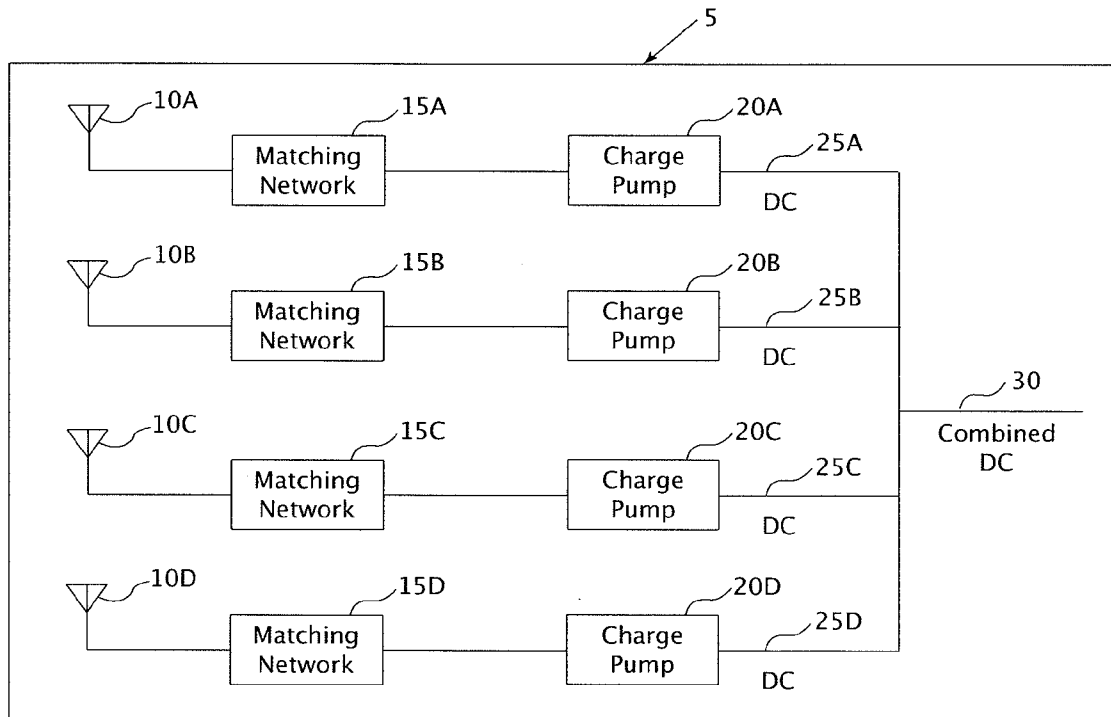 5
10A
15A
20A
25A
Matching
Network
Charge
Pump
DC
10B
15B
20B
25B
Matching
Network
Charge
Pump
DC
30
Combined
DC
10C
15C
20C
25C
Matching
Network
Charge
Pump
DC
10D
15D
20D
25D
Matching
Network
Charge
Pump
DC